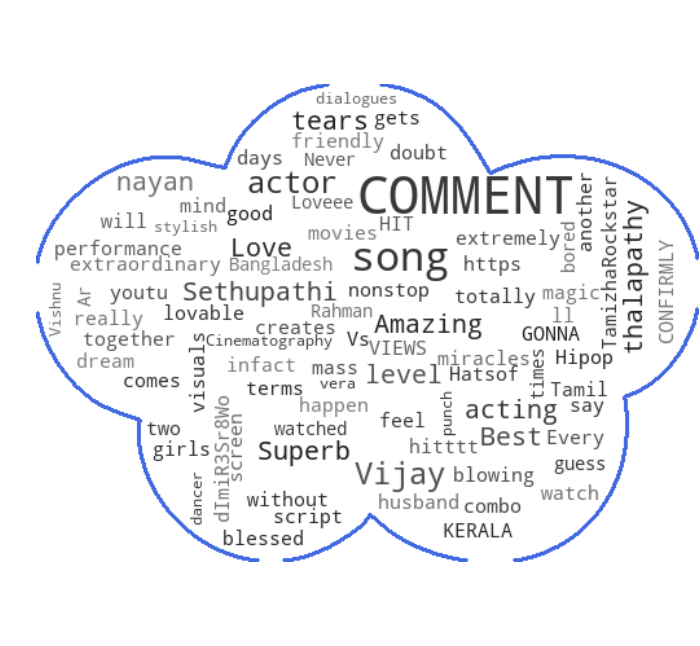 dialogues
tears gets
friendly
days Never doubt
nayan actor COMMENT
mind good Loveee another
will stylish movies HIT
performance Love song extremely bored
extraordinary Bangladesh https
TamizhaRockstar thalapathy CONFIRMLY
Vishnu Ar youtu Sethupathi nonstop totally magic
really lovable Rahman ll
together creates Amazing GONNA
Cinematography Vs VIEWS
dream visuals infact mass level miracles Hipop
comes terms vera Hatsof times Tamil
happen punch acting say
two watched feel
girls Superb hitttt Best Every
dImiR3Sr8Wo screen Vijay blowing guess
dancer without husband combo watch
script KERALA
blessed